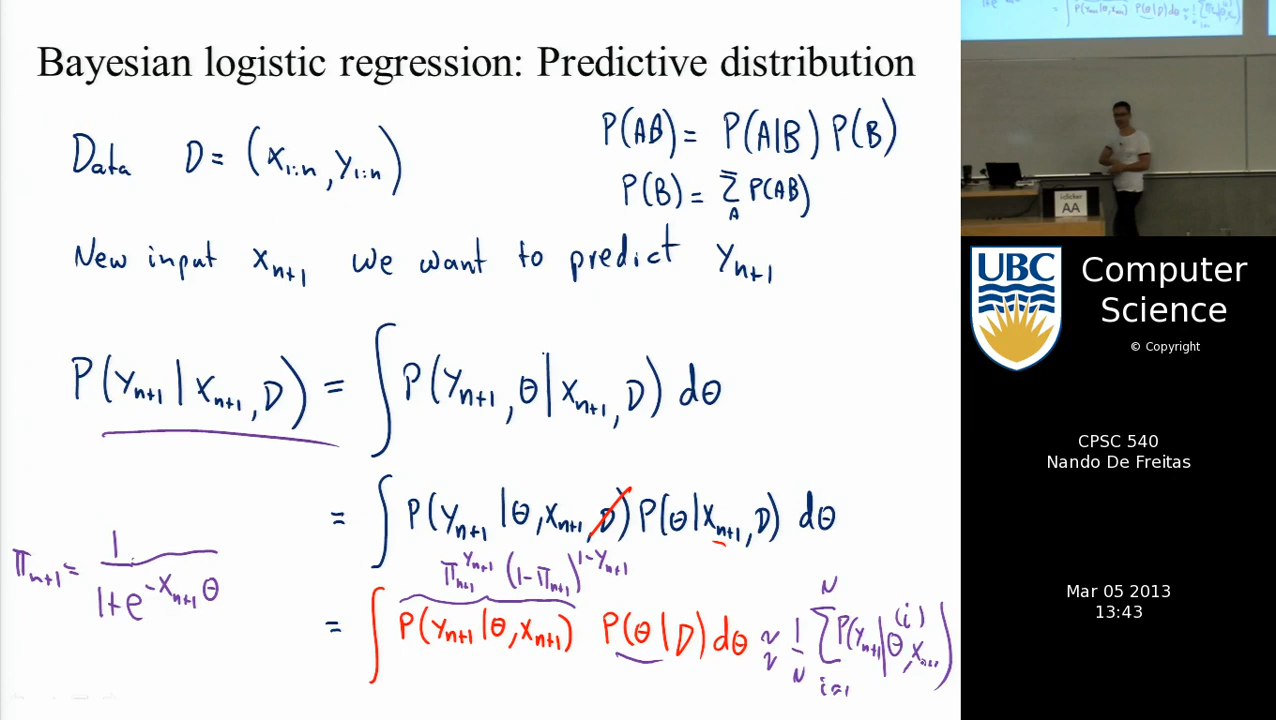 Bayesian logistic regression: Predictive distribution
Data D = (x₁:ₙ, y₁:ₙ)
P(AB) = P(A|B) P(B)
P(B) = Σ_A P(AB)
New input xₙ₊₁ we want to predict yₙ₊₁
P(yₙ₊₁ | xₙ₊₁, D) = ∫ P(yₙ₊₁, θ | xₙ₊₁, D) dθ
= ∫ P(yₙ₊₁ | θ, xₙ₊₁, D) P(θ | xₙ₊₁, D) dθ
πₙ₊₁ = 1 / (1+e^(-xₙ₊₁ θ))
πₙ₊₁^(yₙ₊₁) (1-πₙ₊₁)^(1-yₙ₊₁)
= ∫ P(yₙ₊₁ | θ, xₙ₊₁) P(θ | D) dθ ≈ 1/N Σ_{i=1}^{N} P(yₙ₊₁ | θ^(i), xₙ₊₁)
iclicker
AA
UBC
Computer
Science
© Copyright
CPSC 540
Nando De Freitas
Mar 05 2013
13:43